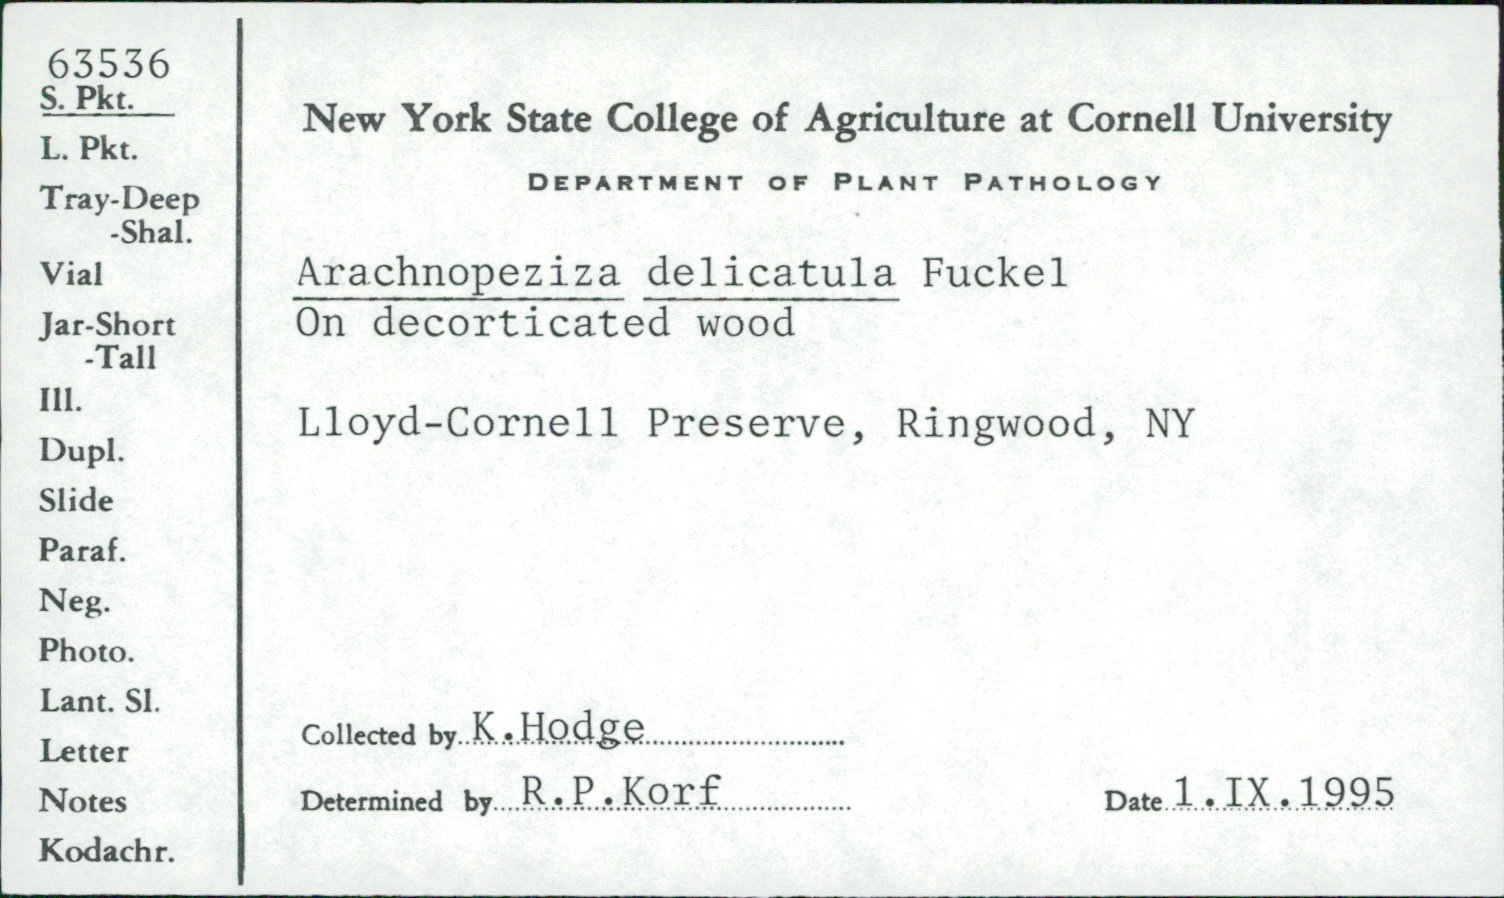 63536
S. Pkt.
L. Pkt.
Tray-Deep
-Shal.
Vial
Jar-Short
-Tall
Ill.
Dupl.
Slide
Paraf.
Neg.
Photo.
Lant. Sl.
Letter
Notes
Kodachr.
New York State College of Agriculture at Cornell University
DEPARTMENT OF PLANT PATHOLOGY
Arachnopeziza delicatula Fuckel
On decorticated wood
Lloyd-Cornell Preserve, Ringwood, NY
Collected by K.Hodge
Determined by R.P.Korf
Date 1.IX.1995